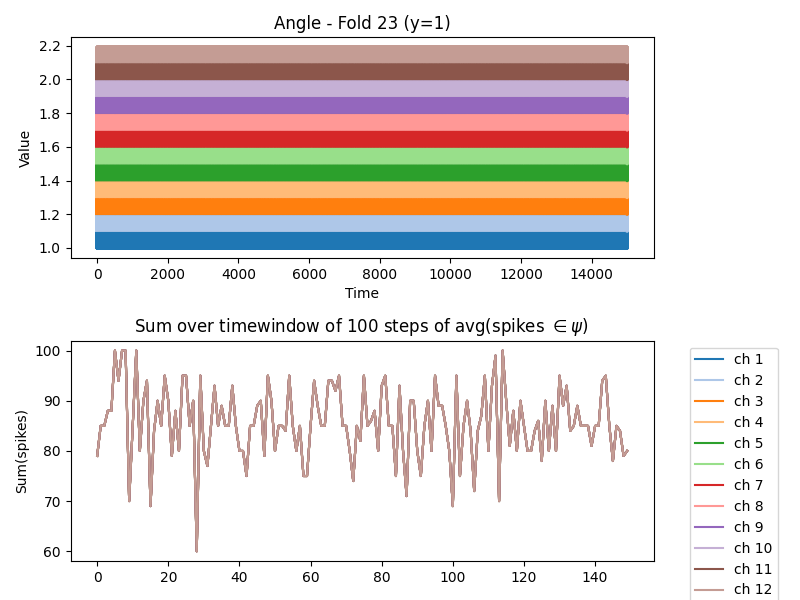 Angle - Fold 23 (y=1)
Value
2.2
2.0
1.8
1.6
1.4
1.2
1.0
0 2000 4000 6000 8000 10000 12000 14000
Time
Sum over timewindow of 100 steps of avg(spikes ∈ ψ)
Sum(spikes)
100
90
80
70
60
0 20 40 60 80 100 120 140
ch 1
ch 2
ch 3
ch 4
ch 5
ch 6
ch 7
ch 8
ch 9
ch 10
ch 11
ch 12